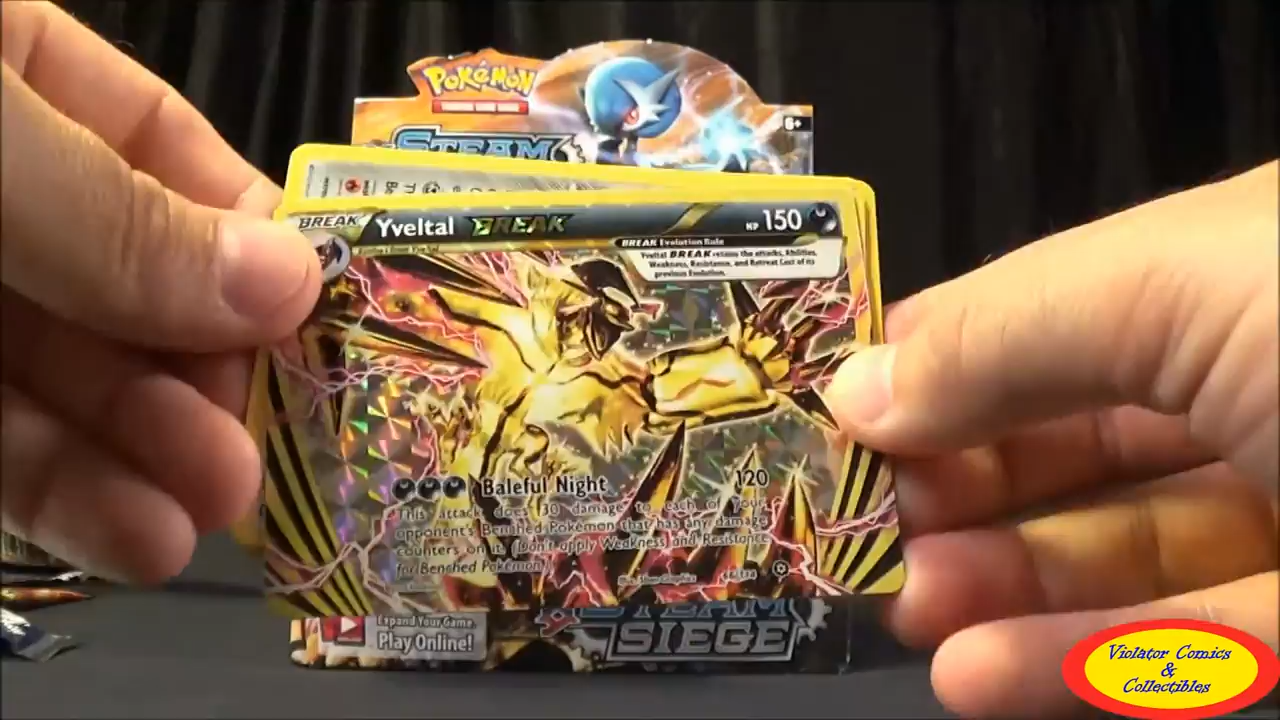 POKÉMON
6+
STEAM
BREAK Yveltal BREAK HP 150
BREAK Evolution Rule
Yveltal BREAK retains the attacks, Abilities,
Weakness, Resistance, and Retreat Cost of its
previous Evolution.
Baleful Night 120
This attack does 30 damage to each of your
opponent's Benched Pokémon that has any damage
counters on it. (Don't apply Weakness and Resistance
for Benched Pokémon.)
Expand Your Game
Play Online!
STEAM
SIEGE
Violator Comics
&
Collectibles